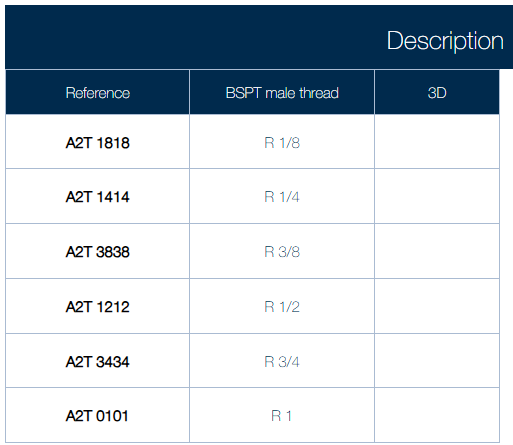 Description
Reference BSPT male thread 3D
A2T 1818 R 1/8
A2T 1414 R 1/4
A2T 3838 R 3/8
A2T 1212 R 1/2
A2T 3434 R 3/4
A2T 0101 R 1